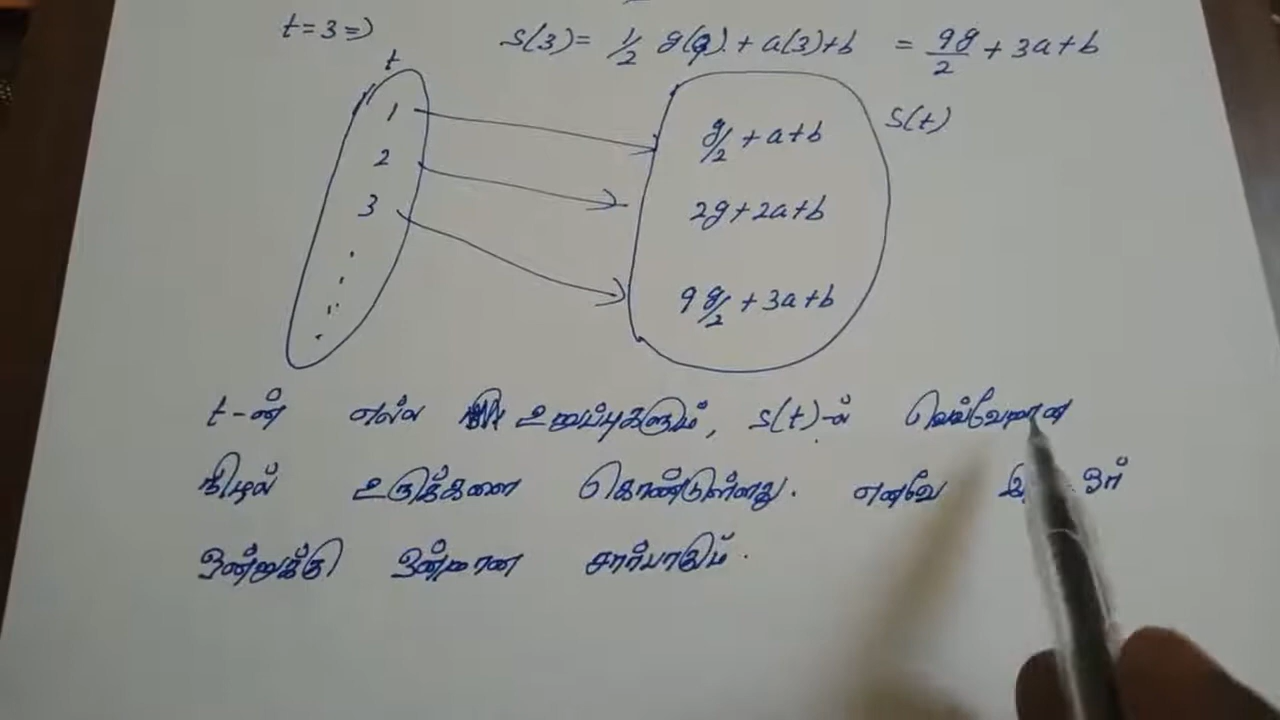 t = 3 ⇒ s(3) = 1/2 g(9) + a(3) + b = 9g/2 + 3a + b
t
1 g/2 + a + b s(t)
2 2g + 2a + b
3 9g/2 + 3a + b
t-ன் எல்லா உறுப்புகளும், s(t)-ல் வெவ்வேறான
நிழல் உருக்களை கொண்டுள்ளது. எனவே ஓர்
ஒன்றுக்கு ஒன்றான சார்பாகும்.